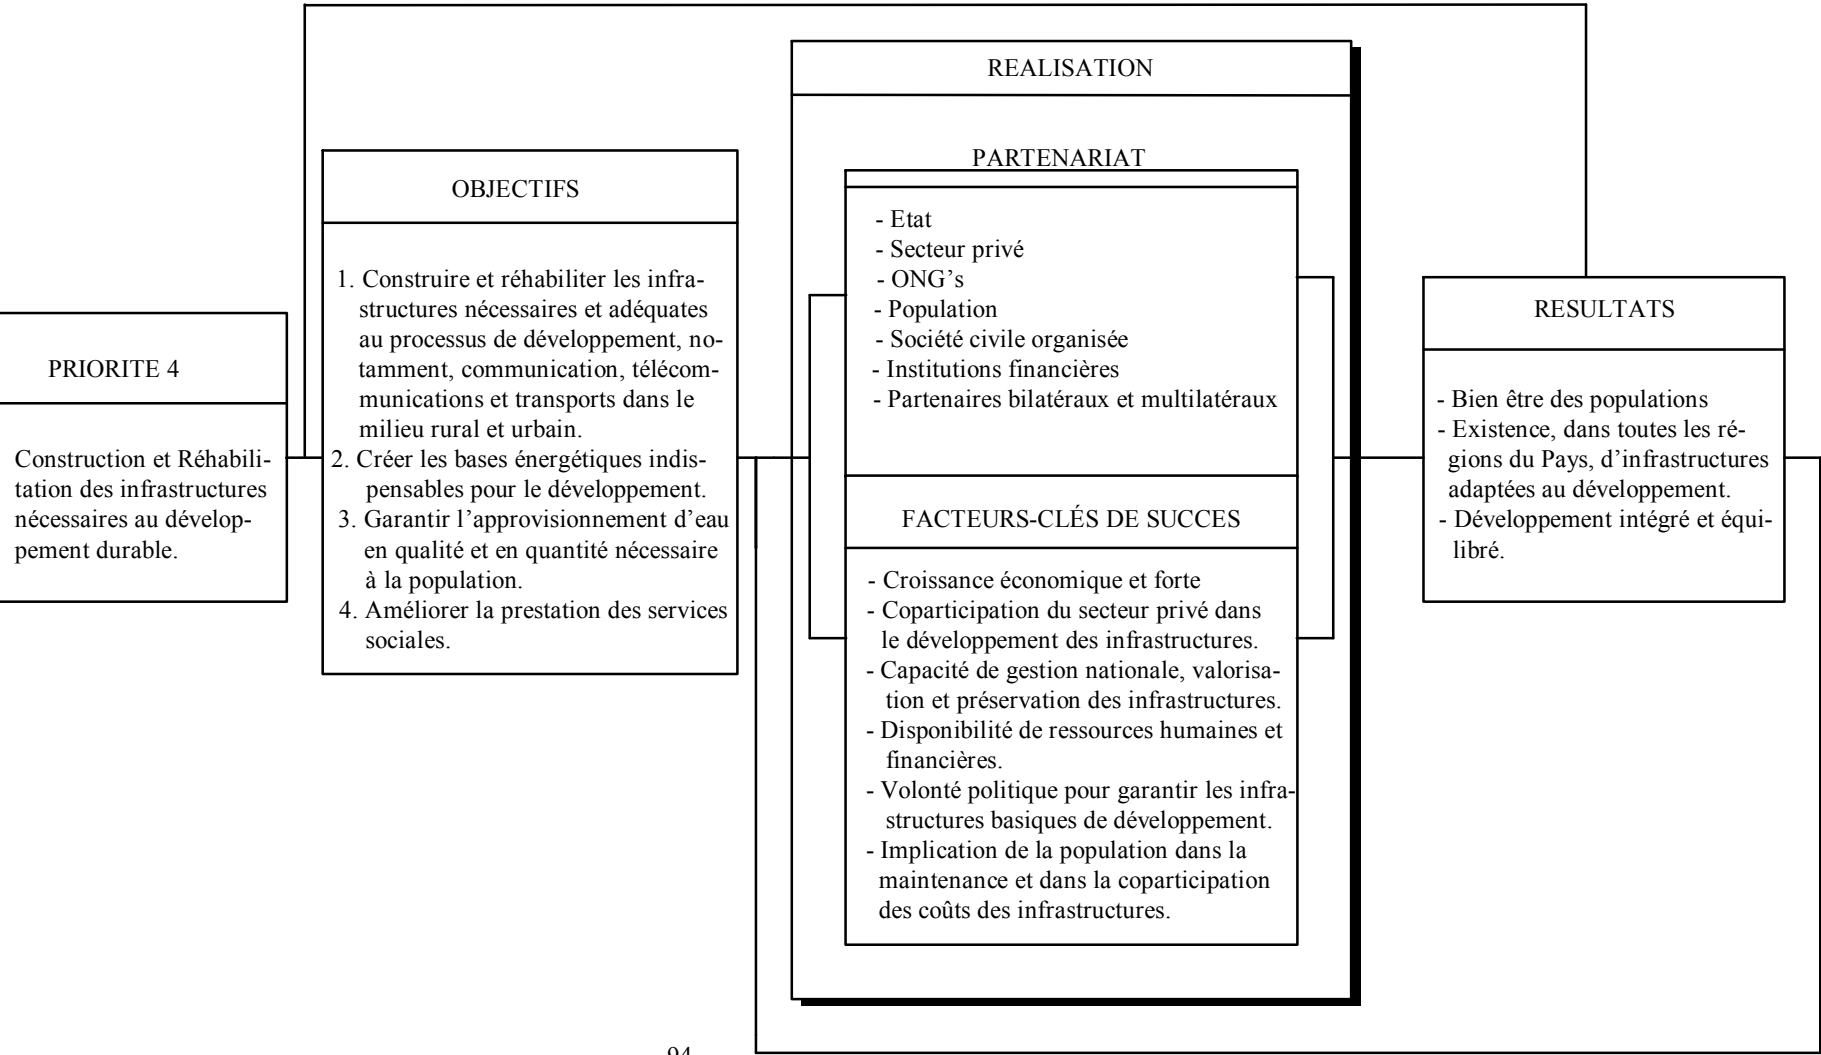 PRIORITE 4
Construction et Réhabili-
tation des infrastructures
nécessaires au dévelop-
pement durable.
OBJECTIFS
1. Construire et réhabiliter les infra-
structures nécessaires et adéquates
au processus de développement, no-
tamment, communication, télécom-
munications et transports dans le
milieu rural et urbain.
2. Créer les bases énergétiques indis-
pensables pour le développement.
3. Garantir l’approvisionnement d’eau
en qualité et en quantité nécessaire
à la population.
4. Améliorer la prestation des services
sociales.
REALISATION
PARTENARIAT
- Etat
- Secteur privé
- ONG’s
- Population
- Société civile organisée
- Institutions financières
- Partenaires bilatéraux et multilatéraux
FACTEURS-CLÉS DE SUCCES
- Croissance économique et forte
- Coparticipation du secteur privé dans
le développement des infrastructures.
- Capacité de gestion nationale, valorisa-
tion et préservation des infrastructures.
- Disponibilité de ressources humaines et
financières.
- Volonté politique pour garantir les infra-
structures basiques de développement.
- Implication de la population dans la
maintenance et dans la coparticipation
des coûts des infrastructures.
RESULTATS
- Bien être des populations
- Existence, dans toutes les ré-
gions du Pays, d’infrastructures
adaptées au développement.
- Développement intégré et équi-
libré.
94